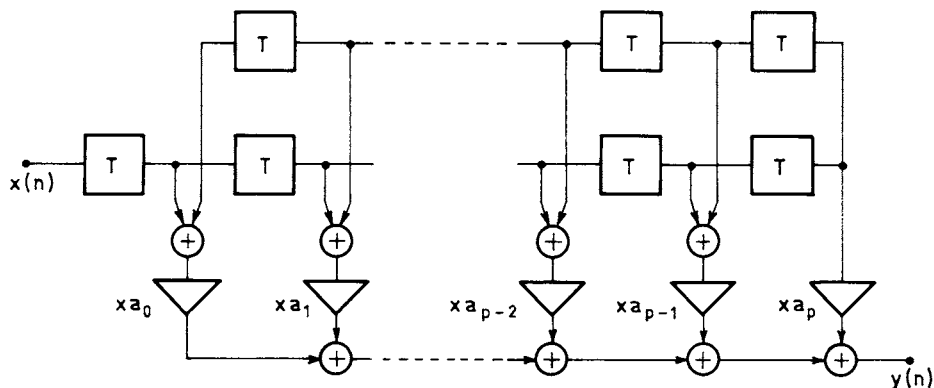 T T T
T T T T
x(n)
+ + + +
xa₀ xa₁ xaₚ₋₂ xaₚ₋₁ xaₚ
+ + + +
y(n)